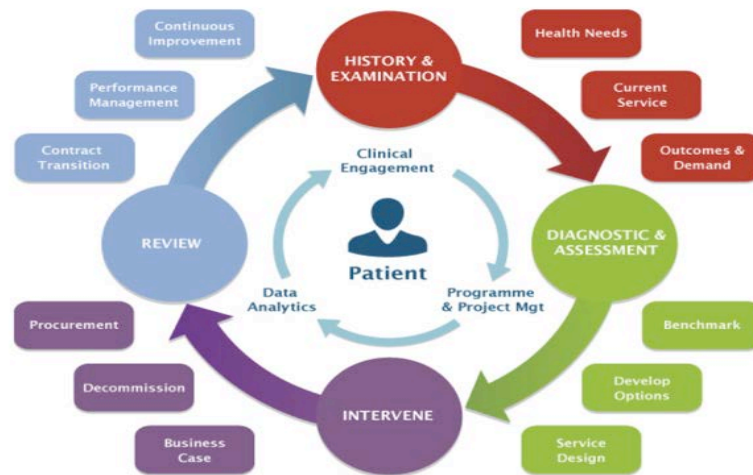 Continuous
Improvement
Performance
Management
Contract
Transition
HISTORY &
EXAMINATION
Health Needs
Current
Service
Outcomes &
Demand
Clinical
Engagement
REVIEW
Patient
DIAGNOSTIC &
ASSESSMENT
Data
Analytics
Programme
& Project Mgt
Procurement
Decommission
Business
Case
INTERVENE
Benchmark
Develop
Options
Service
Design